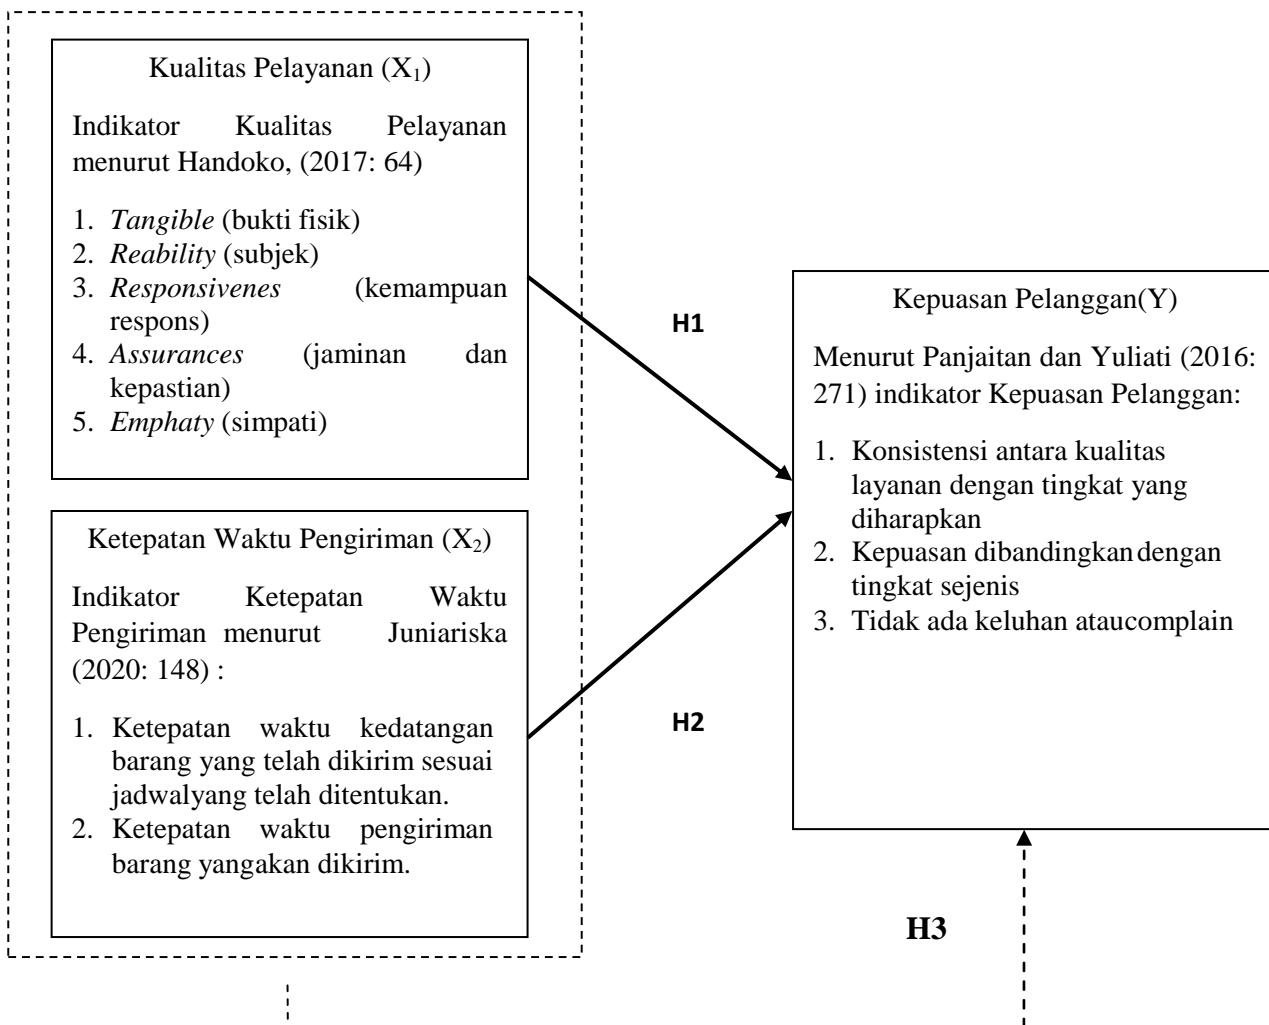 Kualitas Pelayanan (X₁)
Indikator Kualitas Pelayanan
menurut Handoko, (2017: 64)
1. Tangible (bukti fisik)
2. Reability (subjek)
3. Responsivenes (kemampuan
respons)
4. Assurances (jaminan dan
kepastian)
5. Emphaty (simpati)
Ketepatan Waktu Pengiriman (X₂)
Indikator Ketepatan Waktu
Pengiriman menurut Juniariska
(2020: 148) :
1. Ketepatan waktu kedatangan
barang yang telah dikirim sesuai
jadwalyang telah ditentukan.
2. Ketepatan waktu pengiriman
barang yangakan dikirim.
H1
H2
Kepuasan Pelanggan(Y)
Menurut Panjaitan dan Yuliati (2016:
271) indikator Kepuasan Pelanggan:
1. Konsistensi antara kualitas
layanan dengan tingkat yang
diharapkan
2. Kepuasan dibandingkandengan
tingkat sejenis
3. Tidak ada keluhan ataucomplain
H3